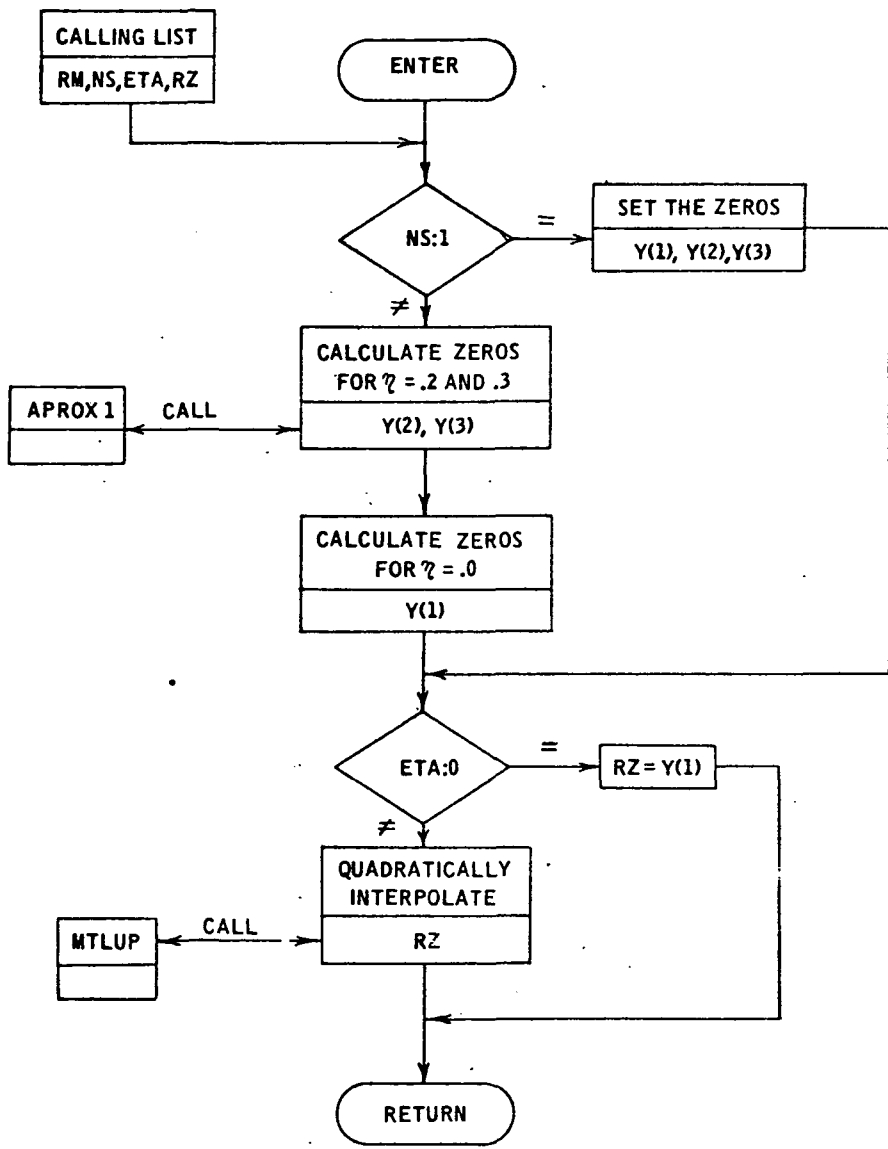 CALLING LIST
RM,NS,ETA,RZ
ENTER
NS:1
=
SET THE ZEROS
Y(1), Y(2),Y(3)
≠
CALCULATE ZEROS
FOR η = .2 AND .3
Y(2), Y(3)
APROX 1
CALL
CALCULATE ZEROS
FOR η = .0
Y(1)
ETA:0
=
RZ = Y(1)
≠
QUADRATICALLY
INTERPOLATE
RZ
MTLUP
CALL
RETURN